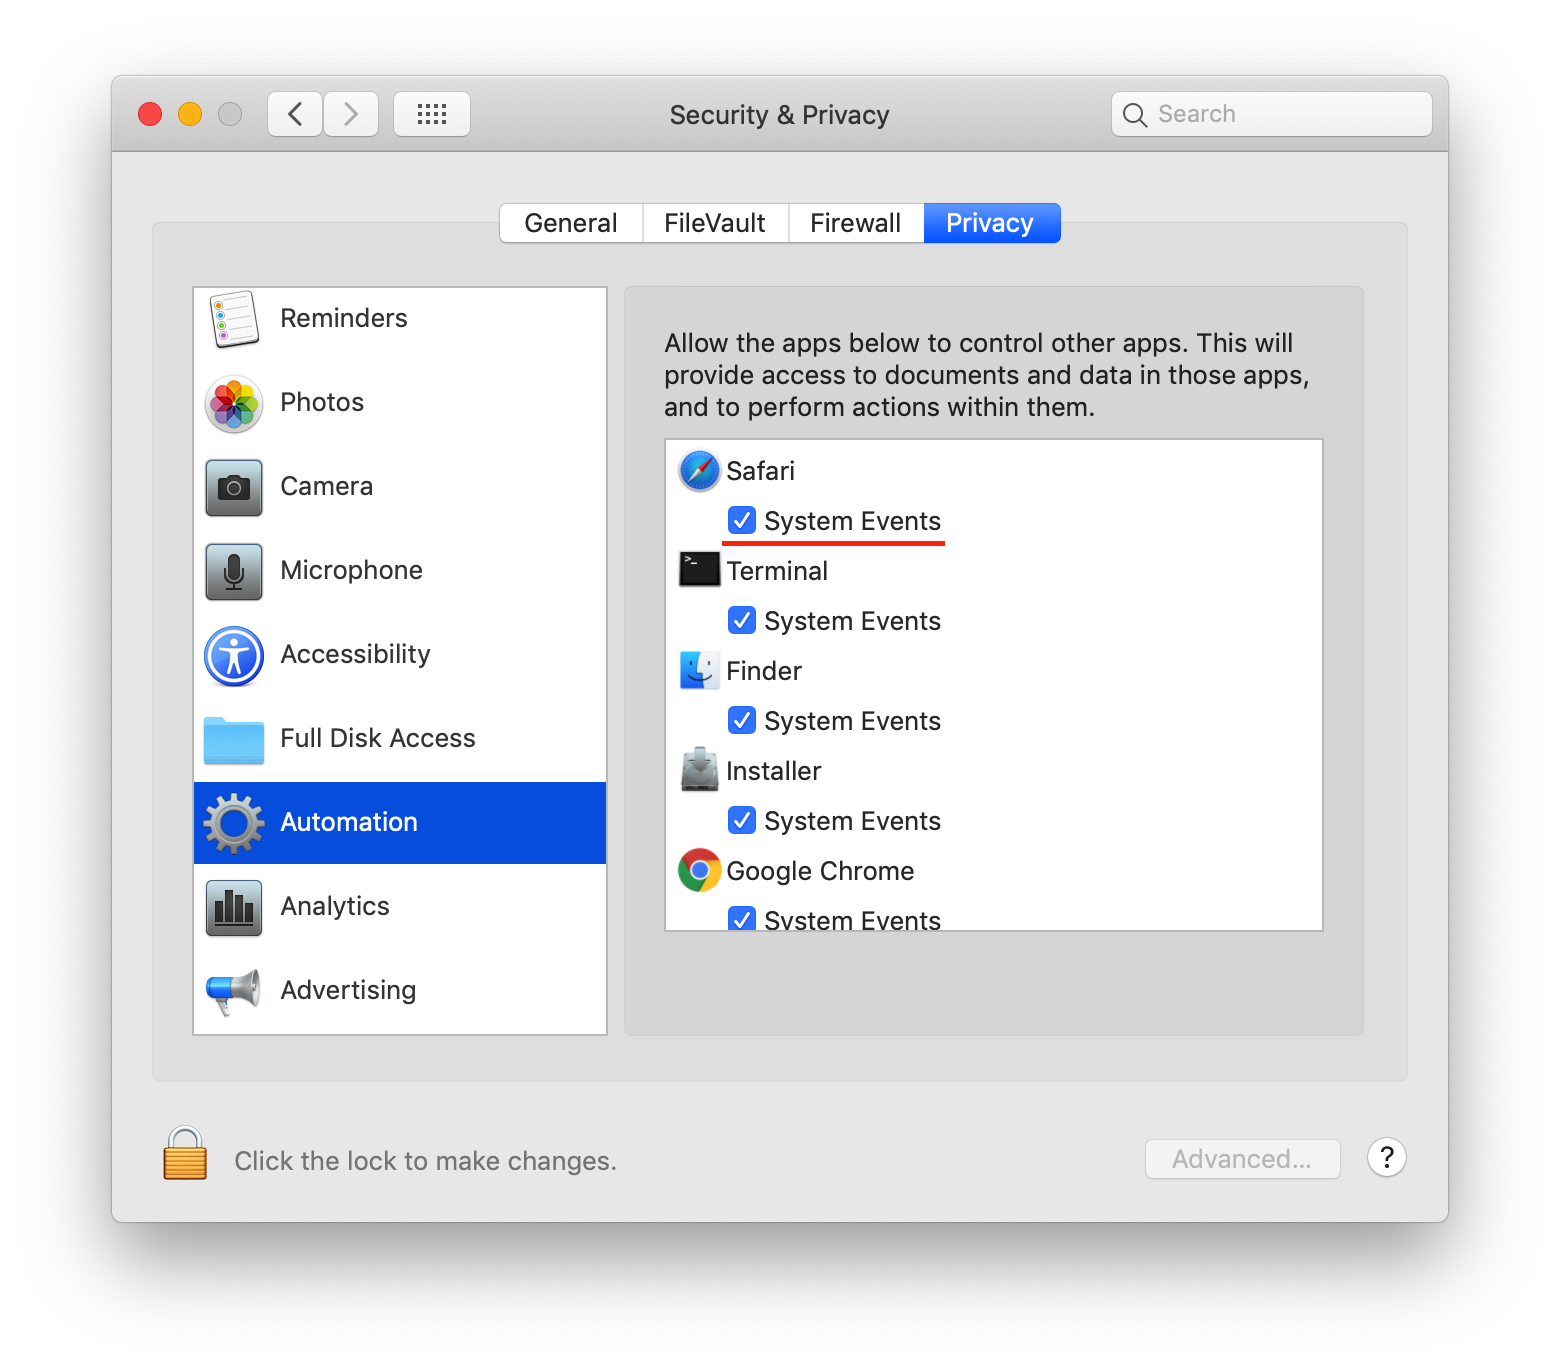 Security & Privacy
Search
General
FileVault
Firewall
Privacy
Reminders
Photos
Camera
Microphone
Accessibility
Full Disk Access
Automation
Analytics
Advertising
Allow the apps below to control other apps. This will
provide access to documents and data in those apps,
and to perform actions within them.
Safari
System Events
>_
Terminal
System Events
Finder
System Events
Installer
System Events
Google Chrome
System Events
Click the lock to make changes.
Advanced...
?